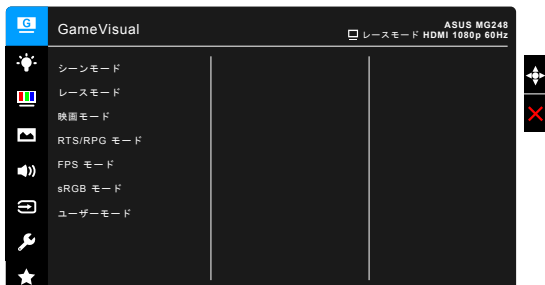 G
GameVisual
ASUS MG248
レースモード HDMI 1080p 60Hz
シーンモード
レースモード
映画モード
RTS/RPG モード
FPS モード
sRGB モード
ユーザーモード